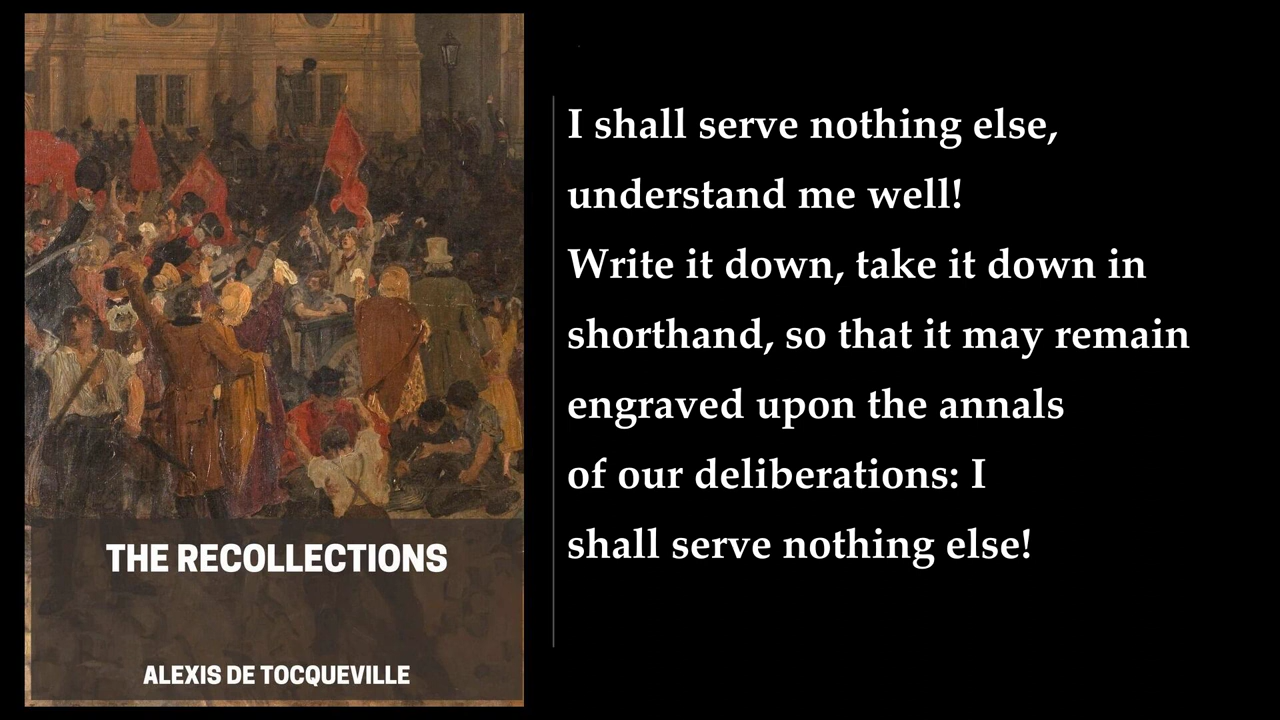 THE RECOLLECTIONS
ALEXIS DE TOCQUEVILLE
I shall serve nothing else,
understand me well!
Write it down, take it down in
shorthand, so that it may remain
engraved upon the annals
of our deliberations: I
shall serve nothing else!